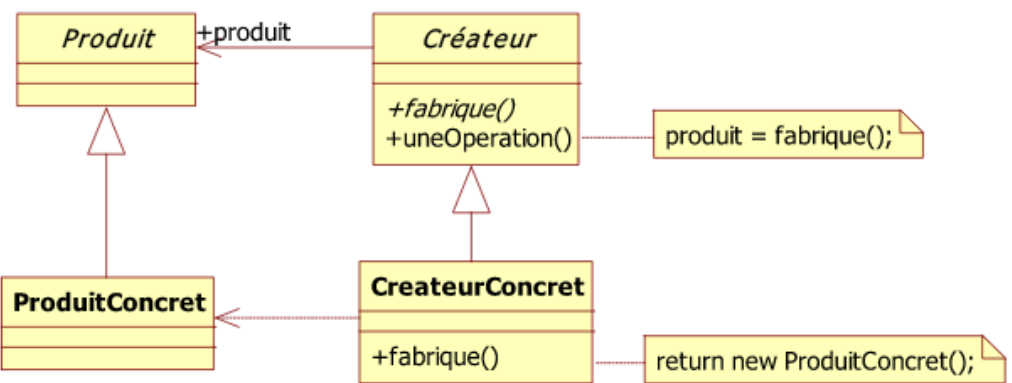 Produit
+produit
Créateur
+fabrique()
+uneOperation()
produit = fabrique();
ProduitConcret
CreateurConcret
+fabrique()
return new ProduitConcret();